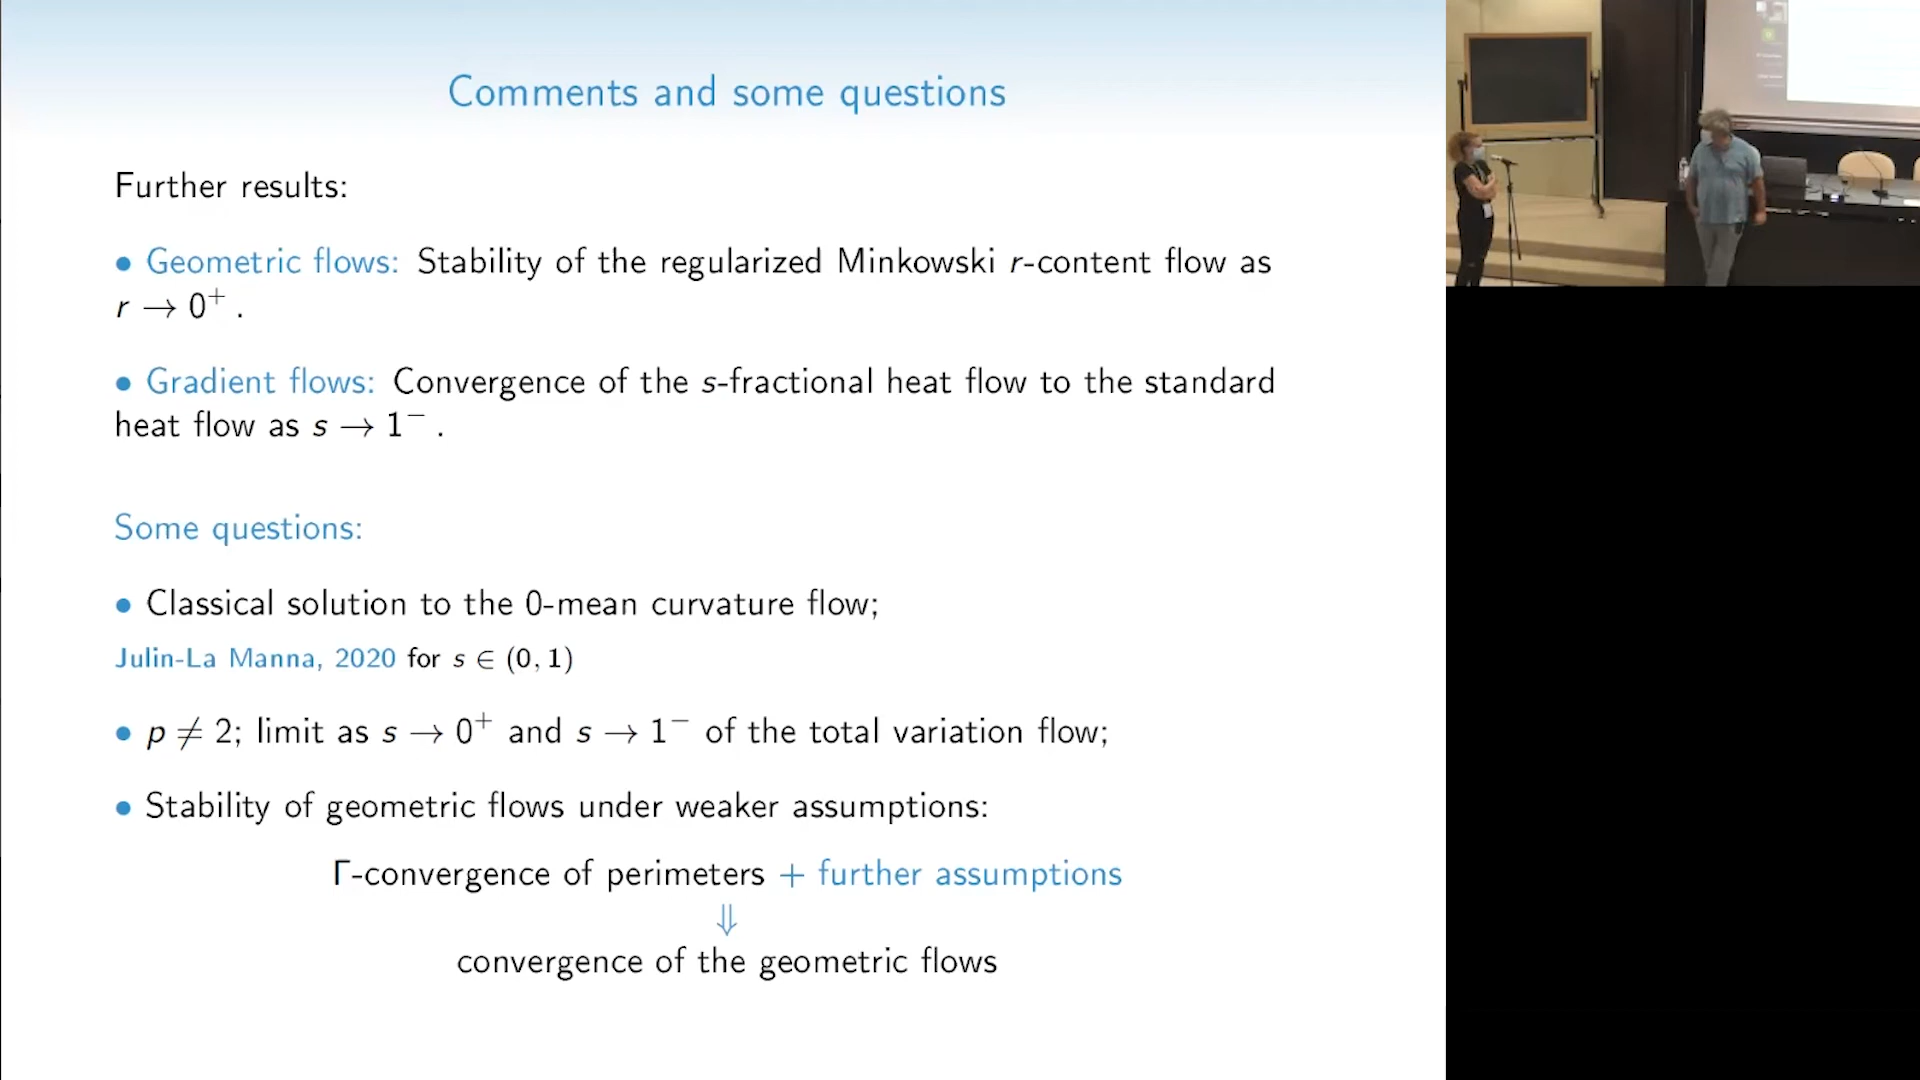 Comments and some questions
Further results:
• Geometric flows: Stability of the regularized Minkowski r-content flow as
r → 0⁺ .
• Gradient flows: Convergence of the s-fractional heat flow to the standard
heat flow as s → 1⁻ .
Some questions:
• Classical solution to the 0-mean curvature flow;
Julin-La Manna, 2020 for s ∈ (0, 1)
• p ≠ 2; limit as s → 0⁺ and s → 1⁻ of the total variation flow;
• Stability of geometric flows under weaker assumptions:
Γ-convergence of perimeters + further assumptions
⇓
convergence of the geometric flows